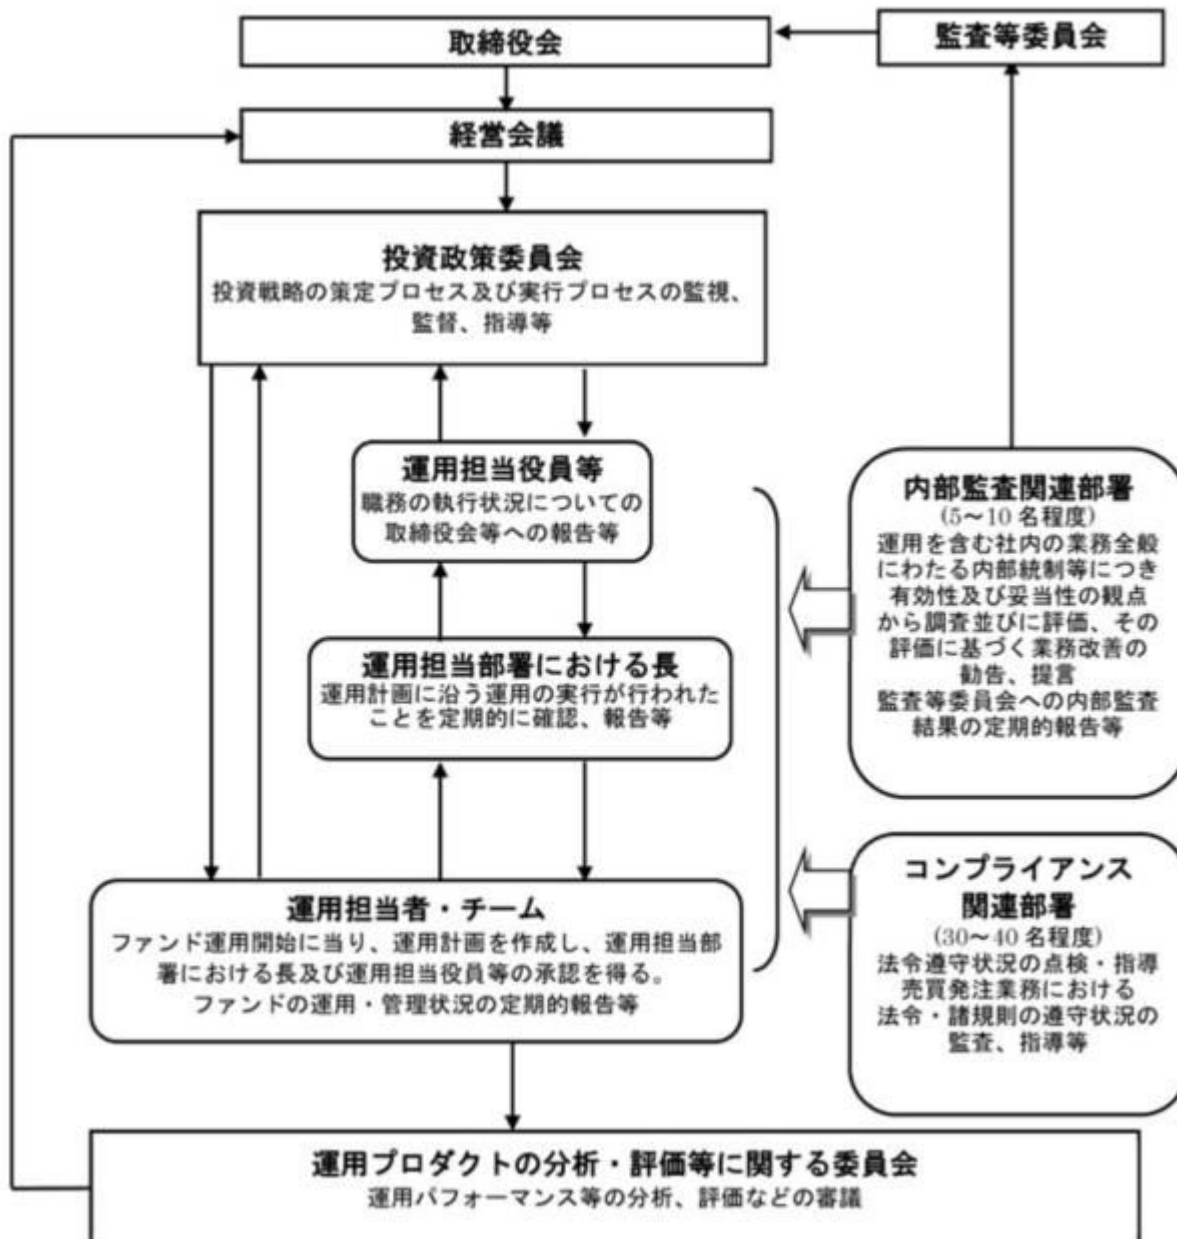 取締役会
監査等委員会
経営会議
投資政策委員会
投資戦略の策定プロセス及び実行プロセスの監視、
監督、指導等
運用担当役員等
職務の執行状況についての
取締役会等への報告等
運用担当部署における長
運用計画に沿う運用の実行が行われた
ことを定期的に確認、報告等
内部監査関連部署
(5〜10 名程度)
運用を含む社内の業務全般
にわたる内部統制等につき
有効性及び妥当性の観点
から調査並びに評価、その
評価に基づく業務改善の
勧告、提言
監査等委員会への内部監査
結果の定期的報告等
運用担当者・チーム
ファンド運用開始に当り、運用計画を作成し、運用担当部
署における長及び運用担当役員等の承認を得る。
ファンドの運用・管理状況の定期的報告等
コンプライアンス
関連部署
(30〜40 名程度)
法令遵守状況の点検・指導
売買発注業務における
法令・諸規則の遵守状況の
監査、指導等
運用プロダクトの分析・評価等に関する委員会
運用パフォーマンス等の分析、評価などの審議